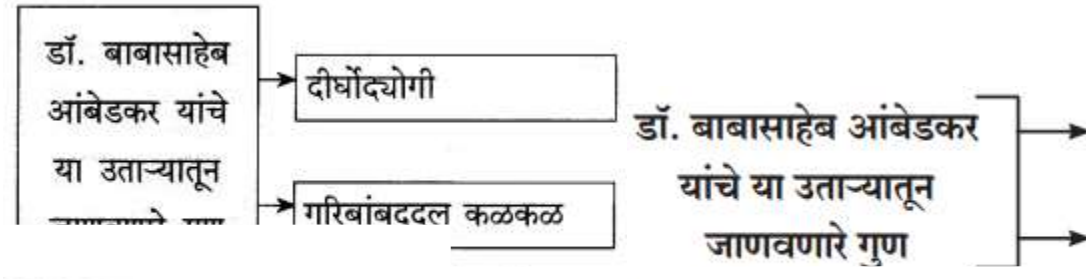 डॉ. बाबासाहेब
आंबेडकर यांचे
या उताऱ्यातून
दीर्घोद्योगी
गरिबांबद्दल कळकळ
डॉ. बाबासाहेब आंबेडकर
यांचे या उताऱ्यातून
जाणवणारे गुण